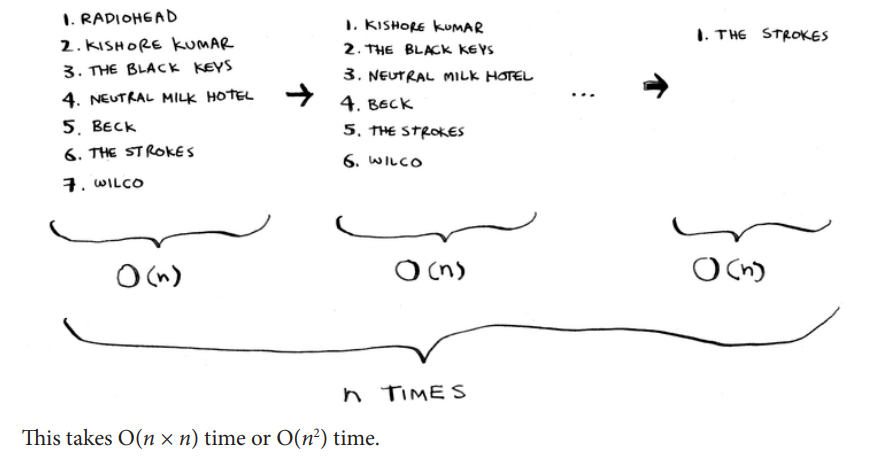 1. RADIOHEAD
2. KISHORE KUMAR
3. THE BLACK KEYS
4. NEUTRAL MILK HOTEL
5. BECK
6. THE STROKES
7. WILCO
→
1. KISHORE KUMAR
2. THE BLACK KEYS
3. NEUTRAL MILK HOTEL
4. BECK
5. THE STROKES
6. WILCO
... →
1. THE STROKES
O(n)
O(n)
O(n)
n TIMES
This takes O(n × n) time or O(n²) time.